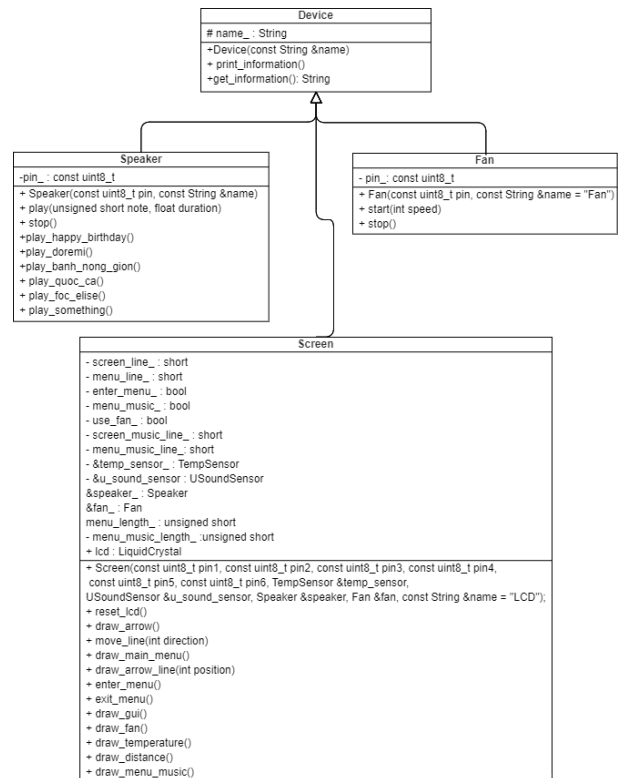 Device
# name_ : String
+Device(const String &name)
+ print_information()
+get_information(): String
Speaker
-pin_ : const uint8_t
+ Speaker(const uint8_t pin, const String &name)
+ play(unsigned short note, float duration)
+ stop()
+play_happy_birthday()
+play_doremi()
+play_banh_nong_gion()
+ play_quoc_ca()
+ play_foc_elise()
+ play_something()
Fan
- pin_: const uint8_t
+ Fan(const uint8_t pin, const String &name = "Fan")
+ start(int speed)
+ stop()
Screen
- screen_line_ : short
- menu_line_ : short
- enter_menu_ : bool
- menu_music_ : bool
- use_fan_ : bool
- screen_music_line_ : short
- menu_music_line_: short
- &temp_sensor_ : TempSensor
- &u_sound_sensor : USoundSensor
&speaker_ : Speaker
&fan_ : Fan
menu_length_ : unsigned short
- menu_music_length_ :unsigned short
+ lcd : LiquidCrystal
+ Screen(const uint8_t pin1, const uint8_t pin2, const uint8_t pin3, const uint8_t pin4,
const uint8_t pin5, const uint8_t pin6, TempSensor &temp_sensor,
USoundSensor &u_sound_sensor, Speaker &speaker, Fan &fan, const String &name = "LCD");
+ reset_lcd()
+ draw_arrow()
+ move_line(int direction)
+ draw_main_menu()
+ draw_arrow_line(int position)
+ enter_menu()
+ exit_menu()
+ draw_gui()
+ draw_fan()
+ draw_temperature()
+ draw_distance()
+ draw_menu_music()